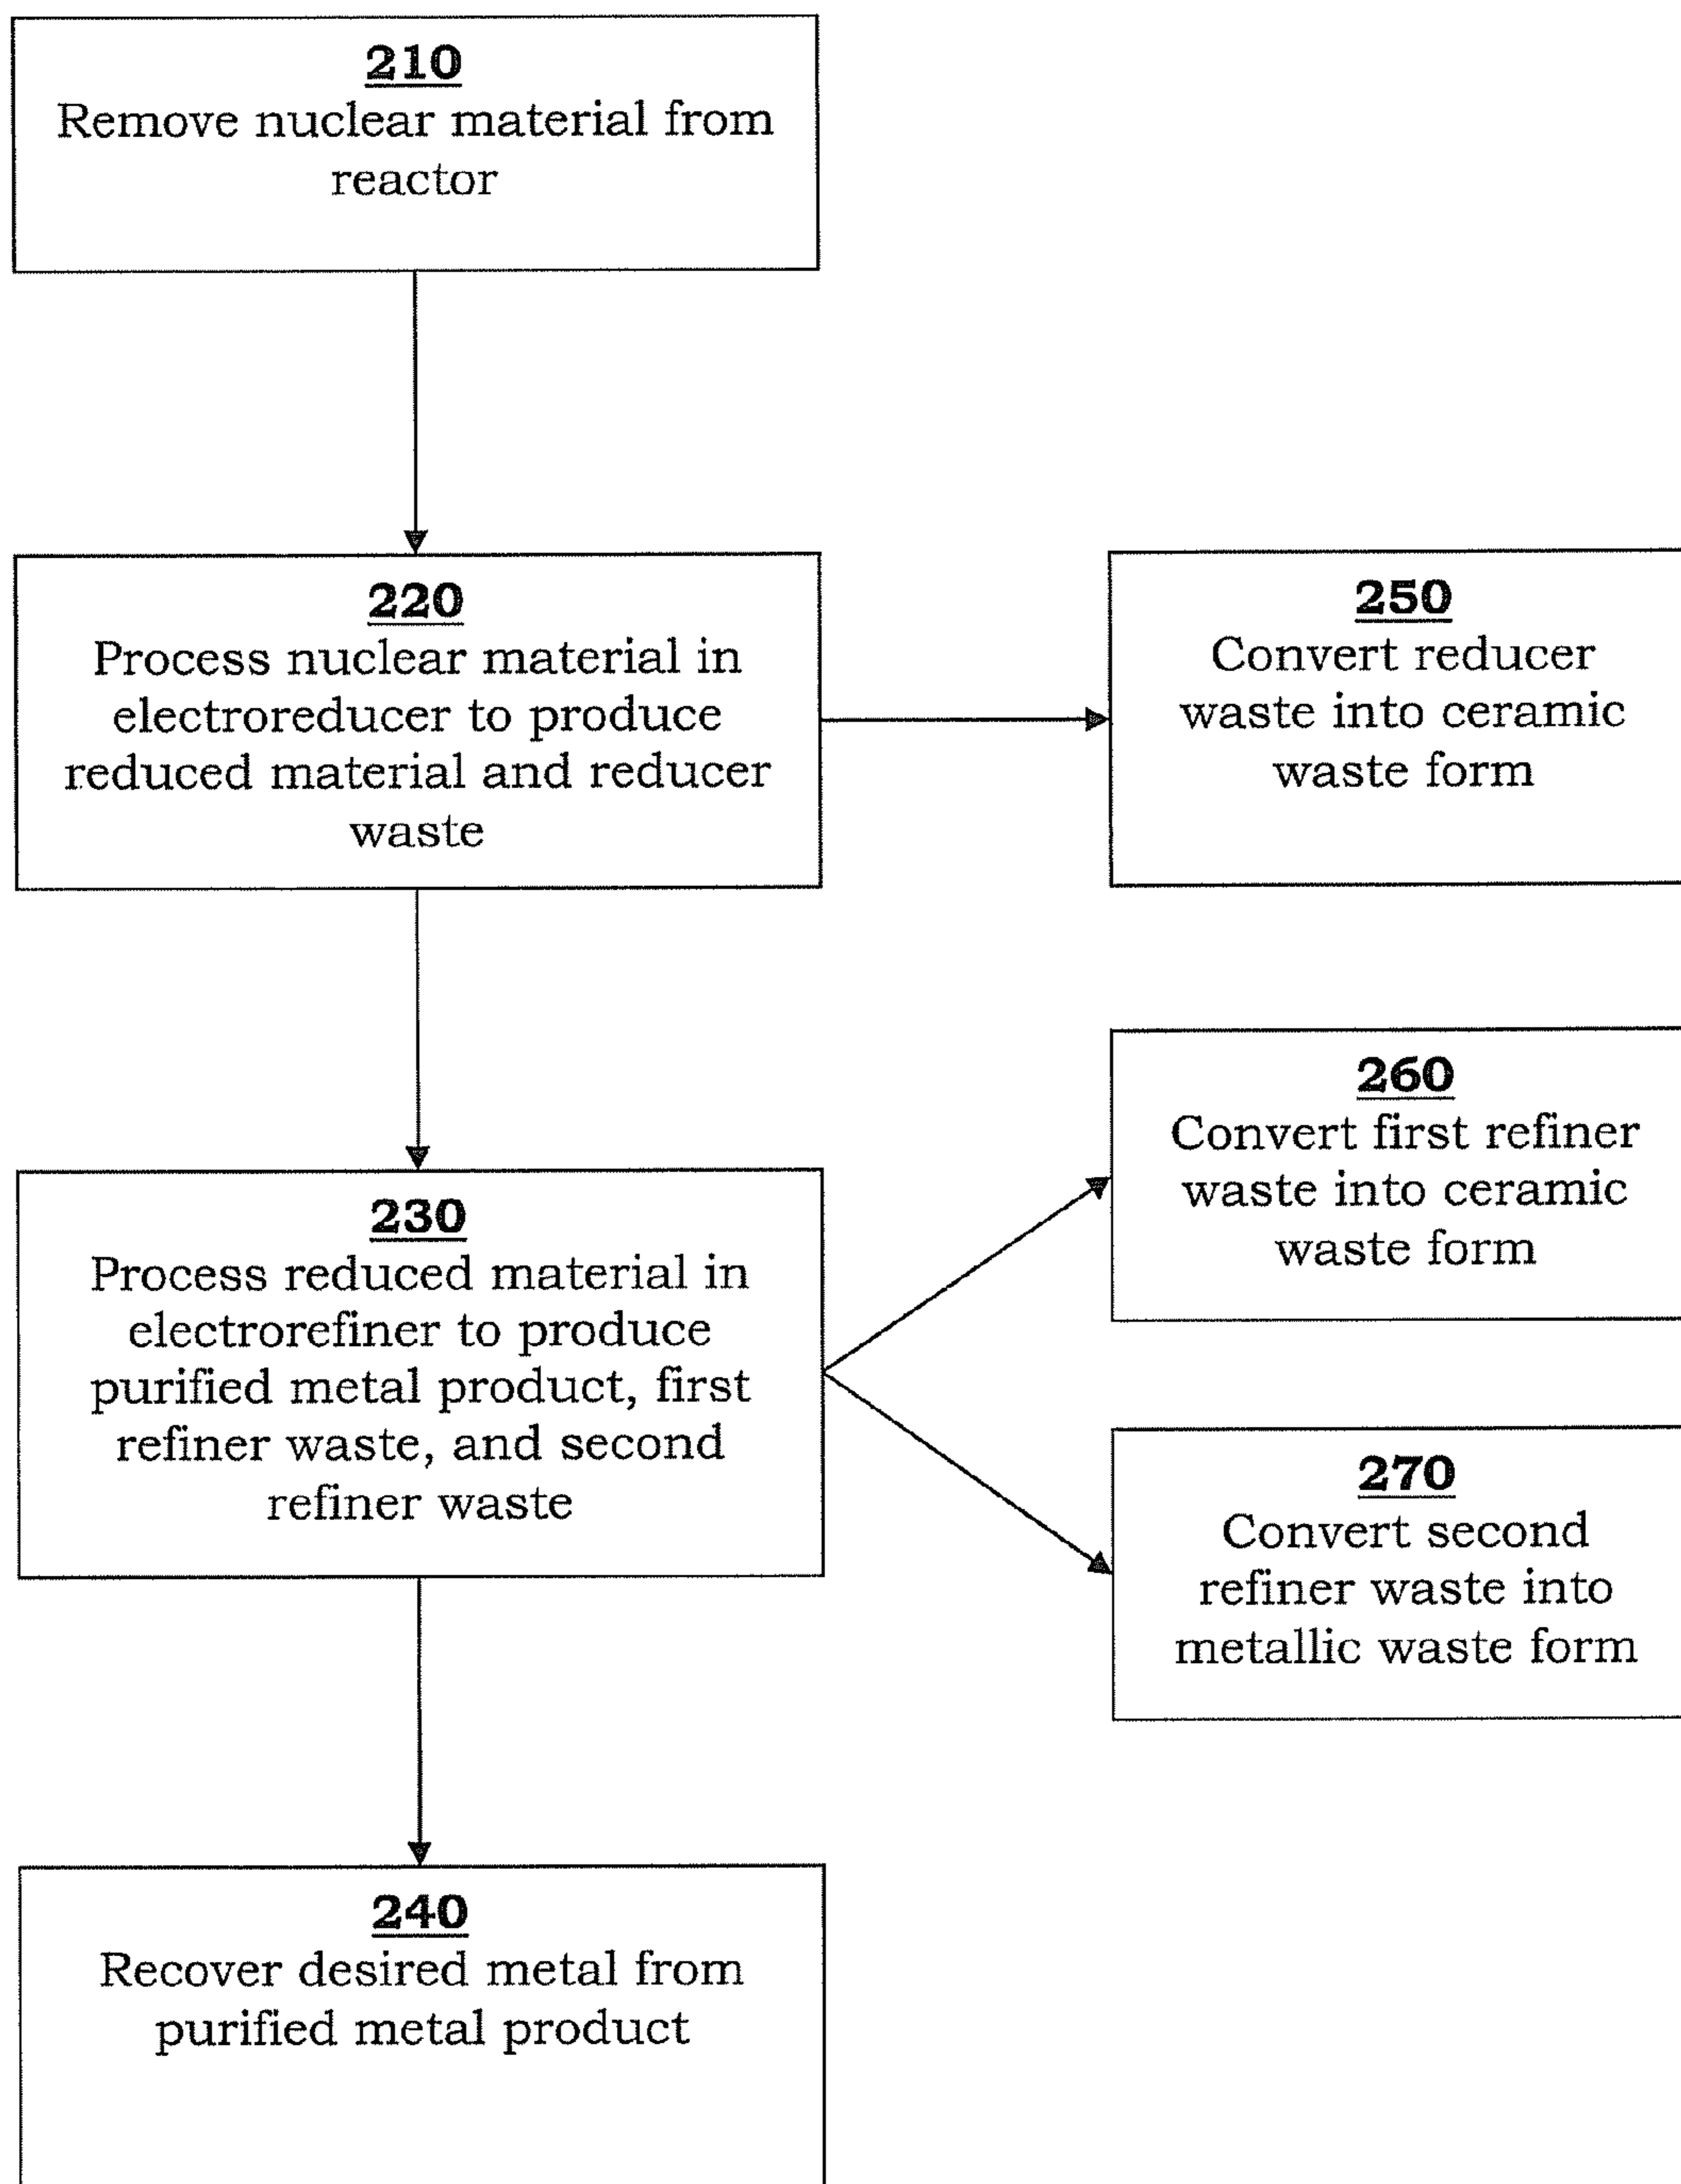 210
Remove nuclear material from
reactor
220
Process nuclear material in
electroreducer to produce
reduced material and reducer
waste
250
Convert reducer
waste into ceramic
waste form
260
Convert first refiner
waste into ceramic
waste form
230
Process reduced material in
electrorefiner to produce
purified metal product, first
refiner waste, and second
refiner waste
270
Convert second
refiner waste into
metallic waste form
240
Recover desired metal from
purified metal product